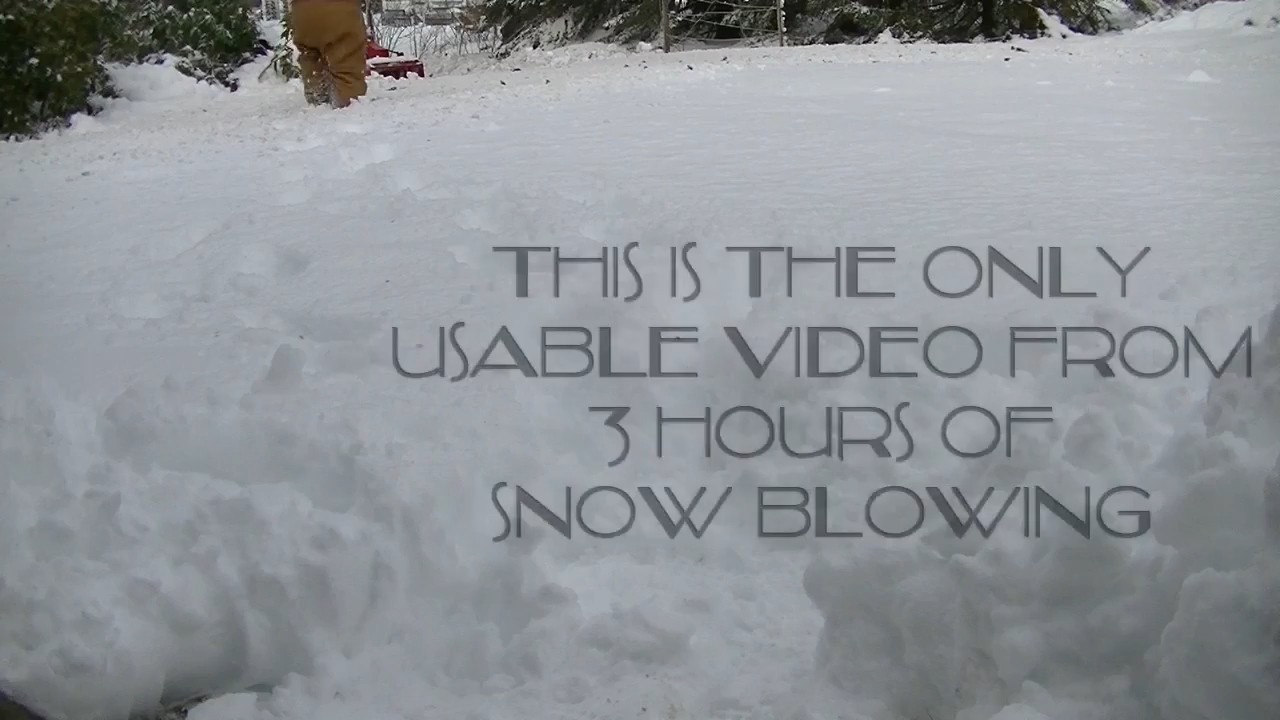 THIS IS THE ONLY
USABLE VIDEO FROM
3 HOURS OF
SNOW BLOWING